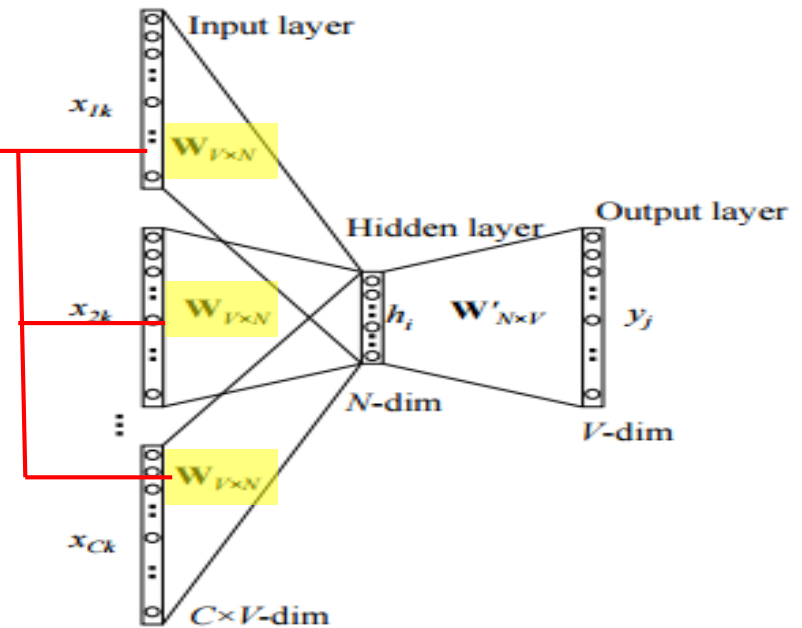 Input layer
x1k
WV×N
Hidden layer
Output layer
x2k
WV×N
hi
W'N×V
yj
N-dim
V-dim
WV×N
xCk
C×V-dim